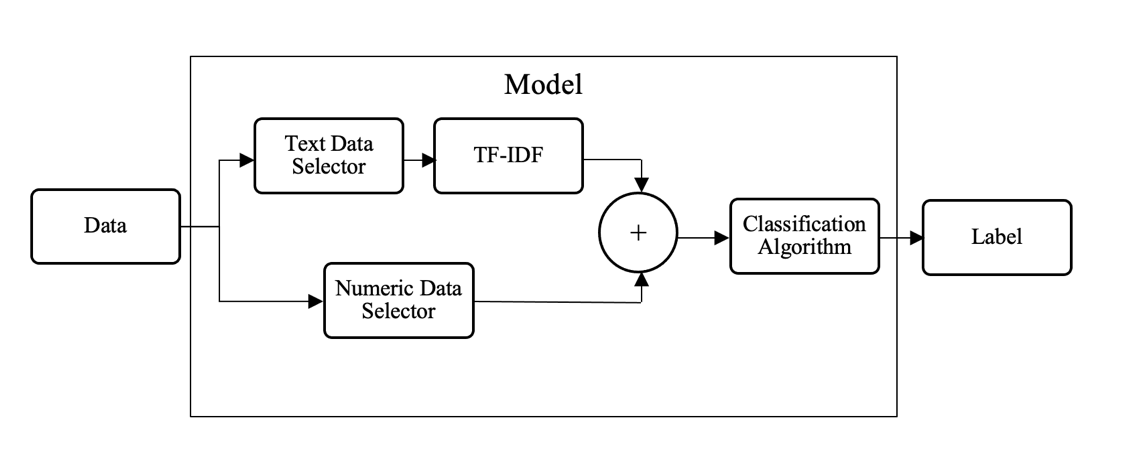 Model
Text Data
Selector
TF-IDF
Data
+
Classification
Algorithm
Label
Numeric Data
Selector